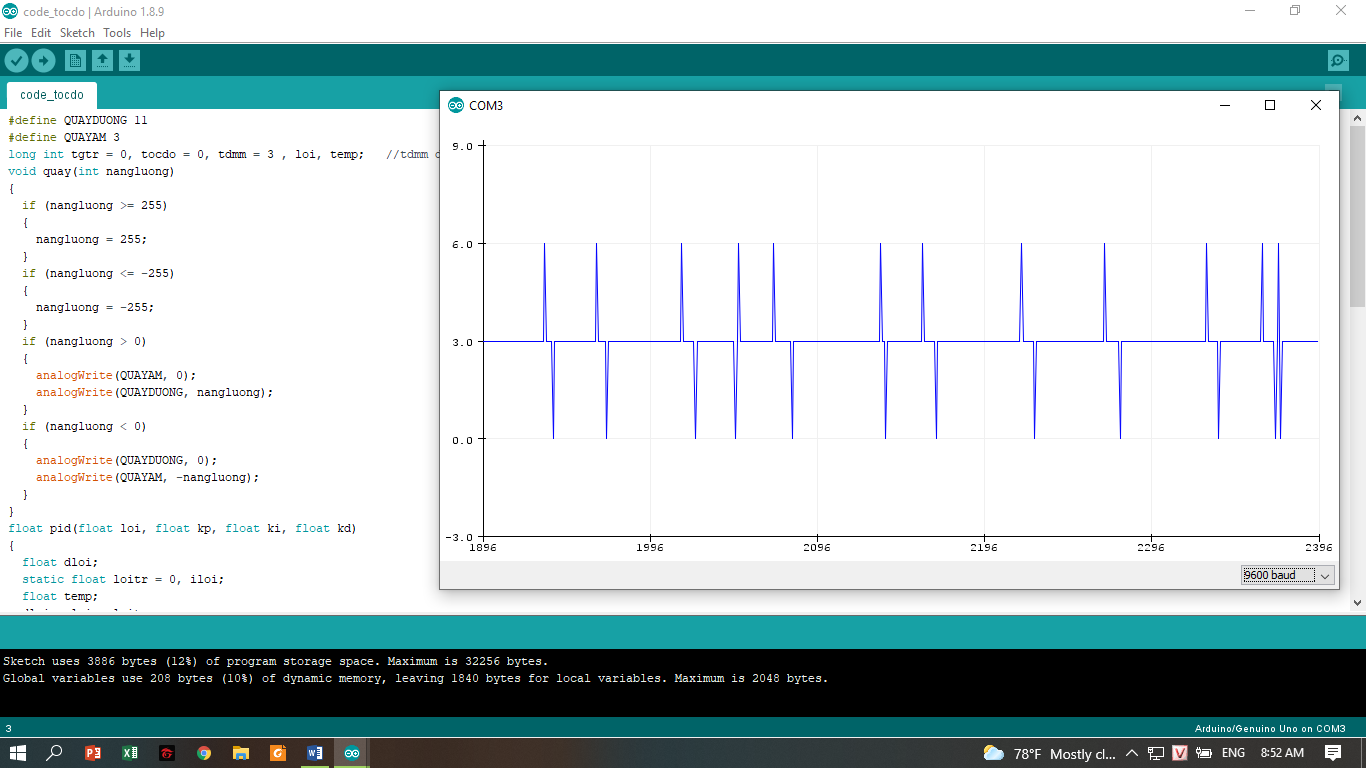 code_tocdo | Arduino 1.8.9
File Edit Sketch Tools Help
code_tocdo
#define QUAYDUONG 11
#define QUAYAM 3
long int tgtr = 0, tocdo = 0, tdmm = 3 , loi, temp;   //tdmm
void quay(int nangluong)
{
  if (nangluong >= 255)
  {
    nangluong = 255;
  }
  if (nangluong <= -255)
  {
    nangluong = -255;
  }
  if (nangluong > 0)
  {
    analogWrite(QUAYAM, 0);
    analogWrite(QUAYDUONG, nangluong);
  }
  if (nangluong < 0)
  {
    analogWrite(QUAYDUONG, 0);
    analogWrite(QUAYAM, -nangluong);
  }
}
float pid(float loi, float kp, float ki, float kd)
{
  float dloi;
  static float loitr = 0, iloi;
  float temp;
COM3
9.0
6.0
3.0
0.0
-3.0
1896 1996 2096 2196 2296 2396
9600 baud
Sketch uses 3886 bytes (12%) of program storage space. Maximum is 32256 bytes.
Global variables use 208 bytes (10%) of dynamic memory, leaving 1840 bytes for local variables. Maximum is 2048 bytes.
3
Arduino/Genuino Uno on COM3
78°F Mostly cl... ENG 8:52 AM